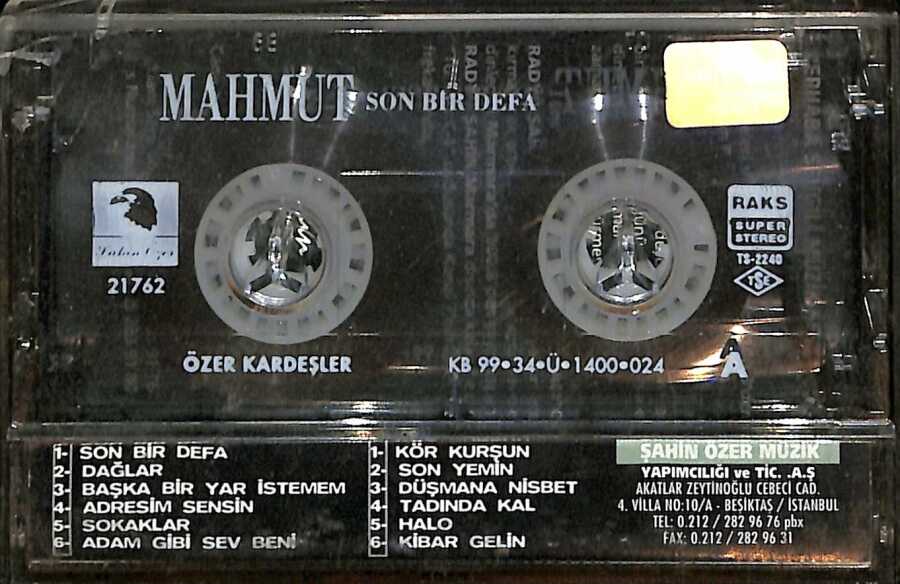 MAHMUT SON BİR DEFA
RAKS
SUPER
STEREO
TS-2240
TSE
Şahin Özer
21762
ÖZER KARDEŞLER
KB 99•34•Ü•1400•024
A
1- SON BİR DEFA
2- DAĞLAR
3- BAŞKA BİR YAR İSTEMEM
4- ADRESİM SENSİN
5- SOKAKLAR
6- ADAM GİBİ SEV BENİ
1- KÖR KURŞUN
2- SON YEMİN
3- DÜŞMANA NİSBET
4- TADINDA KAL
5- HALO
6- KİBAR GELİN
ŞAHİN ÖZER MÜZİK
YAPIMCILIĞI ve TİC. .A.Ş
AKATLAR ZEYTİNOĞLU CEBECİ CAD.
4. VİLLA NO:10/A - BEŞİKTAŞ / İSTANBUL
TEL: 0.212 / 282 96 76 pbx
FAX: 0.212 / 282 96 31